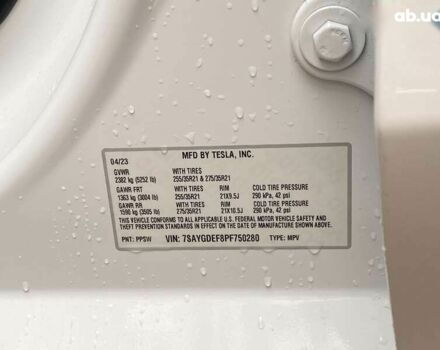 ab.ua
04/23 MFD BY TESLA, INC.
GVWR WITH TIRES
2382 kg (5252 lb) 255/35R21 & 275/35R21
GAWR FRT WITH TIRES RIM COLD TIRE PRESSURE
1363 kg (3004 lb) 255/35R21 21X9.5J 290 kPa, 42 psi
GAWR RR WITH TIRES RIM COLD TIRE PRESSURE
1590 kg (3505 lb) 275/35R21 21X10.5J 290 kPa, 42 psi
THIS VEHICLE CONFORMS TO ALL APPLICABLE U.S. FEDERAL MOTOR VEHICLE SAFETY AND
THEFT PREVENTION STANDARDS IN EFFECT ON THE DATE OF MANUFACTURE SHOWN ABOVE.
PNT: PPSW VIN: 7SAYGDEF8PF750280 TYPE: MPV